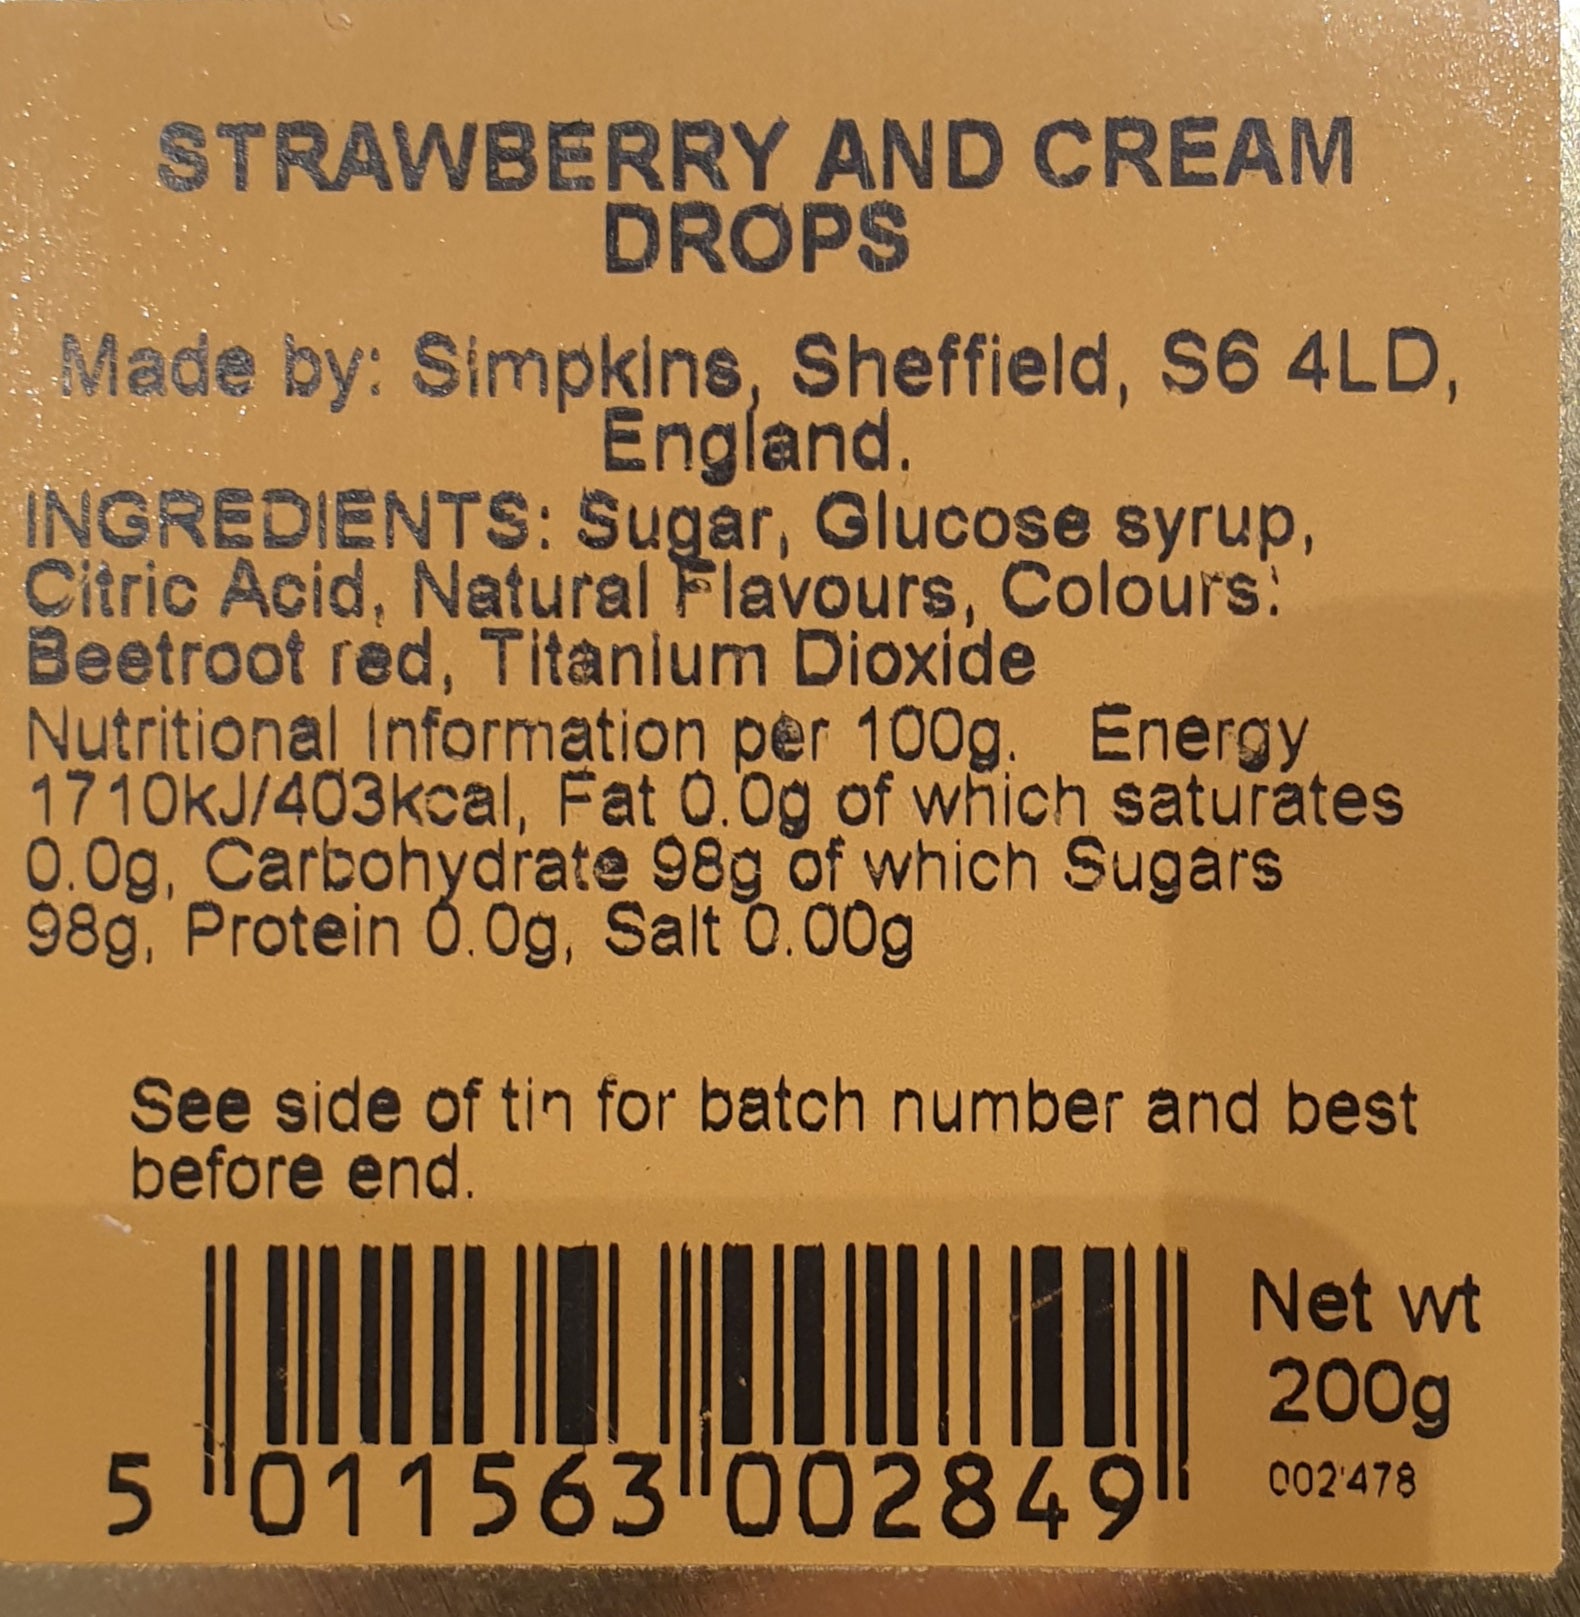 STRAWBERRY AND CREAM
DROPS
Made by: Simpkins, Sheffield, S6 4LD,
England.
INGREDIENTS: Sugar, Glucose syrup,
Citric Acid, Natural Flavours, Colours:
Beetroot red, Titanium Dioxide
Nutritional Information per 100g. Energy
1710kJ/403kcal, Fat 0.0g of which saturates
0.0g, Carbohydrate 98g of which Sugars
98g, Protein 0.0g, Salt 0.00g
See side of tin for batch number and best
before end.
Net wt
200g
002'478
5 011563 002849